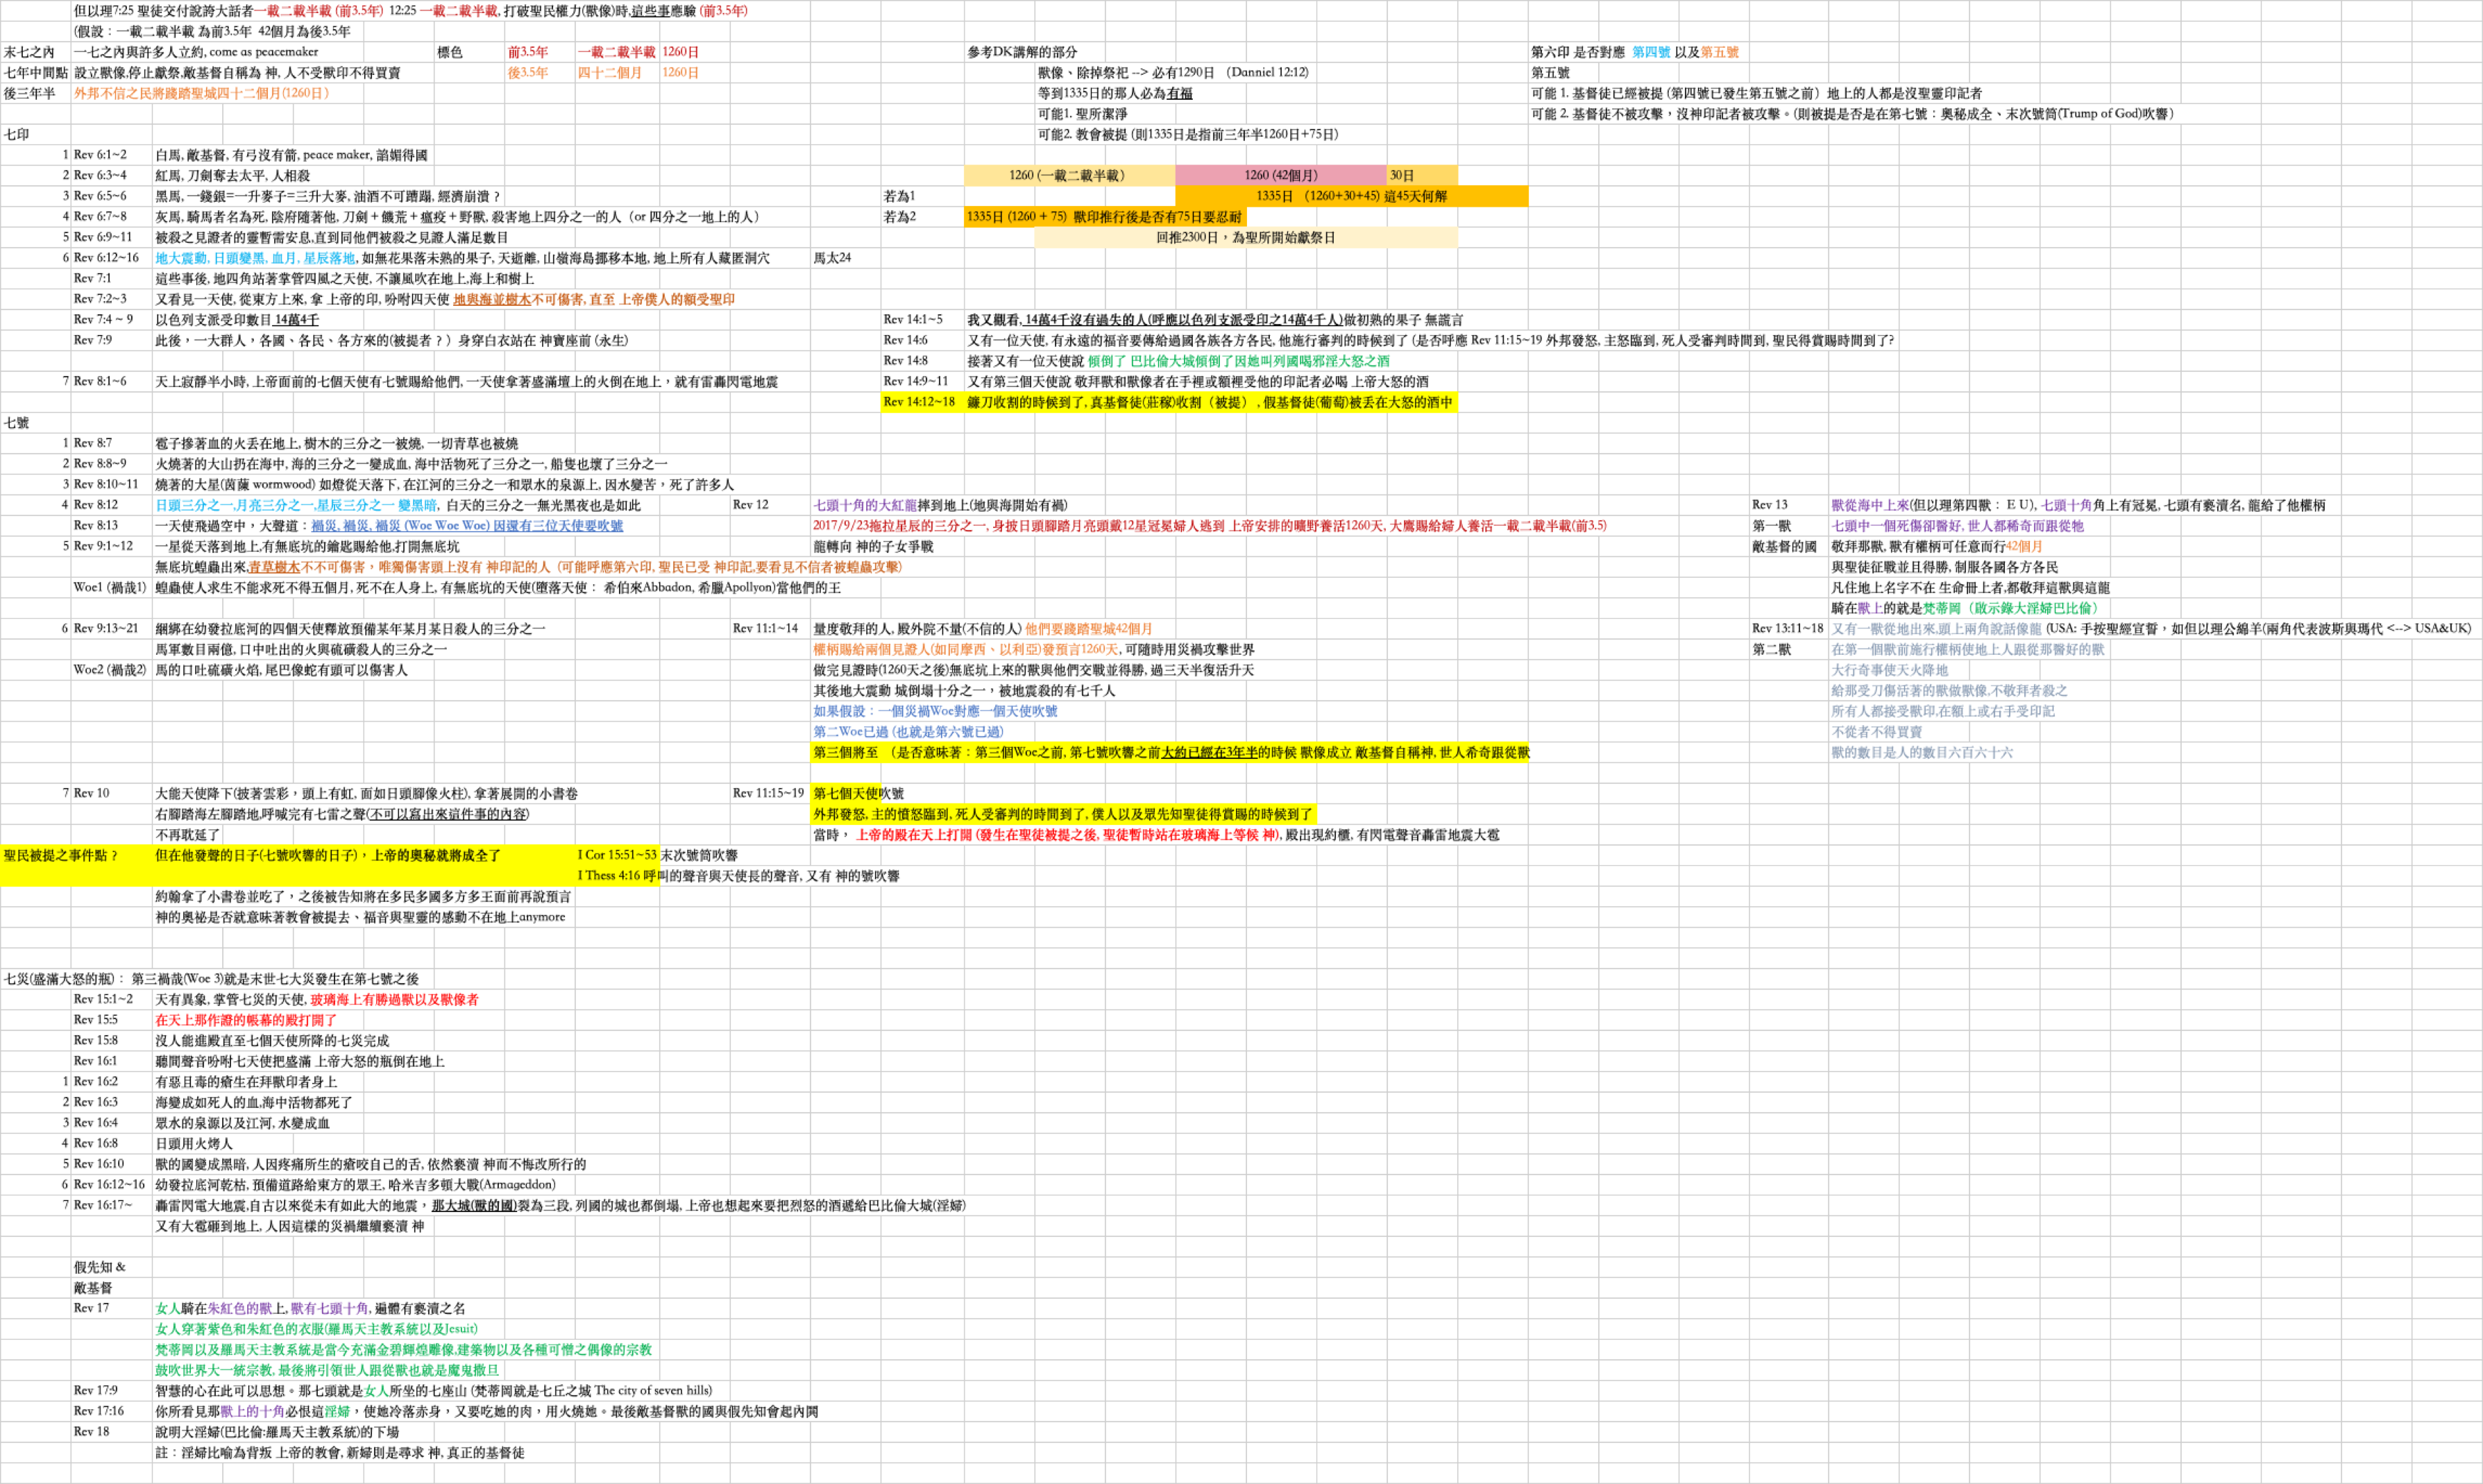 但以理7:25 聖徒交付說誇大話者一載二載半載 (前3.5年) 12:25 一載二載半載, 打破聖民權力(獸像)時,這些事應驗 (前3.5年)
(假設：一載二載半載 為前3.5年 42個月為後3.5年
末七之內 一七之內與許多人立約, come as peacemaker 標色 前3.5年 一載二載半載 1260日 參考DK講解的部分 第六印 是否對應 第四號 以及第五號
七年中間點 設立獸像,停止獻祭,敵基督自稱為 神, 人不受獸印不得買賣 後3.5年 四十二個月 1260日 獸像、除掉祭祀 --> 必有1290日 (Danniel 12:12) 第五號
後三年半 外邦不信之民將踐踏聖城四十二個月(1260日) 等到1335日的那人必為有福 可能 1. 基督徒已經被提 (第四號已發生第五號之前) 地上的人都是沒聖靈印記者
可能1. 聖所潔淨 可能 2. 基督徒不被攻擊，沒神印記者被攻擊。(則被提是否是在第七號：奧秘成全、末次號筒(Trump of God)吹響)
七印 可能2. 教會被提 (則1335日是指前三年半1260日+75日)
1 Rev 6:1~2 白馬, 敵基督, 有弓沒有箭, peace maker, 諂媚得國
2 Rev 6:3~4 紅馬, 刀劍奪去太平, 人相殺 1260 (一載二載半載) 1260 (42個月) 30日
3 Rev 6:5~6 黑馬, 一錢銀=一升麥子=三升大麥, 油酒不可蹧蹋, 經濟崩潰？ 若為1 1335日 (1260+30+45) 這45天何解
4 Rev 6:7~8 灰馬, 騎馬者名為死, 陰府隨著他, 刀劍 + 饑荒 + 瘟疫 + 野獸, 殺害地上四分之一的人（or 四分之一地上的人） 若為2 1335日 (1260 + 75) 獸印推行後是否有75日要忍耐
5 Rev 6:9~11 被殺之見證者的靈暫需安息,直到同他們被殺之見證人滿足數目 回推2300日，為聖所開始獻祭日
6 Rev 6:12~16 地大震動, 日頭變黑, 血月, 星辰落地, 如無花果落未熟的果子, 天逝離, 山嶺海島挪移本地, 地上所有人藏匿洞穴 馬太24
Rev 7:1 這些事後, 地四角站著掌管四風之天使, 不讓風吹在地上,海上和樹上
Rev 7:2~3 又看見一天使, 從東方上來, 拿 上帝的印, 吩咐四天使 地與海並樹木不可傷害, 直至 上帝僕人的額受聖印
Rev 7:4 ~ 9 以色列支派受印數目 14萬4千 Rev 14:1~5 我又觀看, 14萬4千沒有過失的人(呼應以色列支派受印之14萬4千人)做初熟的果子 無謊言
Rev 7:9 此後，一大群人，各國、各民、各方來的(被提者？) 身穿白衣站在 神寶座前 (永生) Rev 14:6 又有一位天使, 有永遠的福音要傳給過國各族各方各民, 他施行審判的時候到了 (是否呼應 Rev 11:15~19 外邦發怒, 主怒臨到, 死人受審判時間到, 聖民得賞賜時間到了?
Rev 14:8 接著又有一位天使說 傾倒了 巴比倫大城傾倒了因她叫列國喝邪淫大怒之酒
7 Rev 8:1~6 天上寂靜半小時, 上帝面前的七個天使有七號賜給他們, 一天使拿著盛滿壇上的火倒在地上，就有雷轟閃電地震 Rev 14:9~11 又有第三個天使說 敬拜獸和獸像者在手裡或額裡受他的印記者必喝 上帝大怒的酒
Rev 14:12~18 鐮刀收割的時候到了, 真基督徒(莊稼)收割（被提）, 假基督徒(葡萄)被丟在大怒的酒中
七號
1 Rev 8:7 雹子摻著血的火丟在地上, 樹木的三分之一被燒, 一切青草也被燒
2 Rev 8:8~9 火燒著的大山扔在海中, 海的三分之一變成血, 海中活物死了三分之一, 船隻也壞了三分之一
3 Rev 8:10~11 燒著的大星(茵蔯 wormwood) 如燈從天落下, 在江河的三分之一和眾水的泉源上, 因水變苦，死了許多人
4 Rev 8:12 日頭三分之一,月亮三分之一,星辰三分之一 變黑暗, 白天的三分之一無光黑夜也是如此 Rev 12 七頭十角的大紅龍摔到地上(地與海開始有禍) Rev 13 獸從海中上來(但以理第四獸： E U), 七頭十角角上有冠冕, 七頭有褻瀆名, 龍給了他權柄
Rev 8:13 一天使飛過空中，大聲道：禍災, 禍災, 禍災 (Woe Woe Woe) 因還有三位天使要吹號 2017/9/23拖拉星辰的三分之一, 身披日頭腳踏月亮頭戴12星冠冕婦人逃到 上帝安排的曠野養活1260天, 大鷹賜給婦人養活一載二載半載(前3.5) 第一獸 七頭中一個死傷卻醫好, 世人都稀奇而跟從牠
5 Rev 9:1~12 一星從天落到地上,有無底坑的鑰匙賜給他,打開無底坑 龍轉向 神的子女爭戰 敵基督的國 敬拜那獸, 獸有權柄可任意而行42個月
無底坑蝗蟲出來,青草樹木不不可傷害，唯獨傷害頭上沒有 神印記的人 (可能呼應第六印, 聖民已受 神印記,要看見不信者被蝗蟲攻擊) 與聖徒征戰並且得勝, 制服各國各方各民
Woe1 (禍哉1) 蝗蟲使人求生不能求死不得五個月, 死不在人身上, 有無底坑的天使(墮落天使： 希伯來Abbadon, 希臘Apollyon)當他們的王 凡住地上名字不在 生命冊上者,都敬拜這獸與這龍
騎在獸上的就是梵蒂岡（啟示錄大淫婦巴比倫）
6 Rev 9:13~21 綑綁在幼發拉底河的四個天使釋放預備某年某月某日殺人的三分之一 Rev 11:1~14 量度敬拜的人, 殿外院不量(不信的人) 他們要踐踏聖城42個月 Rev 13:11~18 又有一獸從地出來,頭上兩角說話像龍 (USA: 手按聖經宣誓，如但以理公綿羊(兩角代表波斯與瑪代 <--> USA&UK)
馬軍數目兩億, 口中吐出的火與硫磺殺人的三分之一 權柄賜給兩個見證人(如同摩西、以利亞)發預言1260天, 可隨時用災禍攻擊世界 第二獸 在第一個獸前施行權柄使地上人跟從那醫好的獸
Woe2 (禍哉2) 馬的口吐硫磺火焰, 尾巴像蛇有頭可以傷害人 做完見證時(1260天之後)無底坑上來的獸與他們交戰並得勝, 過三天半復活升天 大行奇事使天火降地
其後地大震動 城倒塌十分之一，被地震殺的有七千人 給那受刀傷活著的獸做獸像,不敬拜者殺之
如果假設：一個災禍Woe對應一個天使吹號 所有人都接受獸印,在額上或右手受印記
第二Woe已過 (也就是第六號已過) 不從者不得買賣
第三個將至 （是否意味著：第三個Woe之前, 第七號吹響之前大約已經在3年半的時候 獸像成立 敵基督自稱神, 世人希奇跟從獸 獸的數目是人的數目六百六十六
7 Rev 10 大能天使降下(披著雲彩，頭上有虹, 面如日頭腳像火柱), 拿著展開的小書卷 Rev 11:15~19 第七個天使吹號
右腳踏海左腳踏地,呼喊完有七雷之聲(不可以寫出來這件事的內容) 外邦發怒, 主的憤怒臨到, 死人受審判的時間到了, 僕人以及眾先知聖徒得賞賜的時候到了
不再耽延了 當時， 上帝的殿在天上打開 (發生在聖徒被提之後, 聖徒暫時站在玻璃海上等候 神), 殿出現約櫃, 有閃電聲音轟雷地震大雹
聖民被提之事件點？ 但在他發聲的日子(七號吹響的日子)，上帝的奧秘就將成全了 I Cor 15:51~53 末次號筒吹響
I Thess 4:16 呼叫的聲音與天使長的聲音, 又有 神的號吹響
約翰拿了小書卷並吃了，之後被告知將在多民多國多方多王面前再說預言
神的奧祕是否就意味著教會被提去、福音與聖靈的感動不在地上anymore
七災(盛滿大怒的瓶)： 第三禍哉(Woe 3)就是末世七大災發生在第七號之後
Rev 15:1~2 天有異象, 掌管七災的天使, 玻璃海上有勝過獸以及獸像者
Rev 15:5 在天上那作證的帳幕的殿打開了
Rev 15:8 沒人能進殿直至七個天使所降的七災完成
Rev 16:1 聽聞聲音吩咐七天使把盛滿 上帝大怒的瓶倒在地上
1 Rev 16:2 有惡且毒的瘡生在拜獸印者身上
2 Rev 16:3 海變成如死人的血,海中活物都死了
3 Rev 16:4 眾水的泉源以及江河, 水變成血
4 Rev 16:8 日頭用火烤人
5 Rev 16:10 獸的國變成黑暗, 人因疼痛所生的瘡咬自己的舌, 依然褻瀆 神而不悔改所行的
6 Rev 16:12~16 幼發拉底河乾枯, 預備道路給東方的眾王, 哈米吉多頓大戰(Armageddon)
7 Rev 16:17~ 轟雷閃電大地震,自古以來從未有如此大的地震，那大城(獸的國)裂為三段, 列國的城也都倒塌, 上帝也想起來要把烈怒的酒遞給巴比倫大城(淫婦)
又有大雹砸到地上, 人因這樣的災禍繼續褻瀆 神
假先知 &
敵基督
Rev 17 女人騎在朱紅色的獸上, 獸有七頭十角, 遍體有褻瀆之名
女人穿著紫色和朱紅色的衣服(羅馬天主教系統以及Jesuit)
梵蒂岡以及羅馬天主教系統是當今充滿金碧輝煌雕像,建築物以及各種可憎之偶像的宗教
鼓吹世界大一統宗教, 最後將引領世人跟從獸也就是魔鬼撒旦
Rev 17:9 智慧的心在此可以思想。那七頭就是女人所坐的七座山 (梵蒂岡就是七丘之城 The city of seven hills)
Rev 17:16 你所看見那獸上的十角必恨這淫婦，使她冷落赤身，又要吃她的肉，用火燒她。最後敵基督獸的國與假先知會起內鬨
Rev 18 說明大淫婦(巴比倫:羅馬天主教系統)的下場
註：淫婦比喻為背叛 上帝的教會, 新婦則是尋求 神, 真正的基督徒